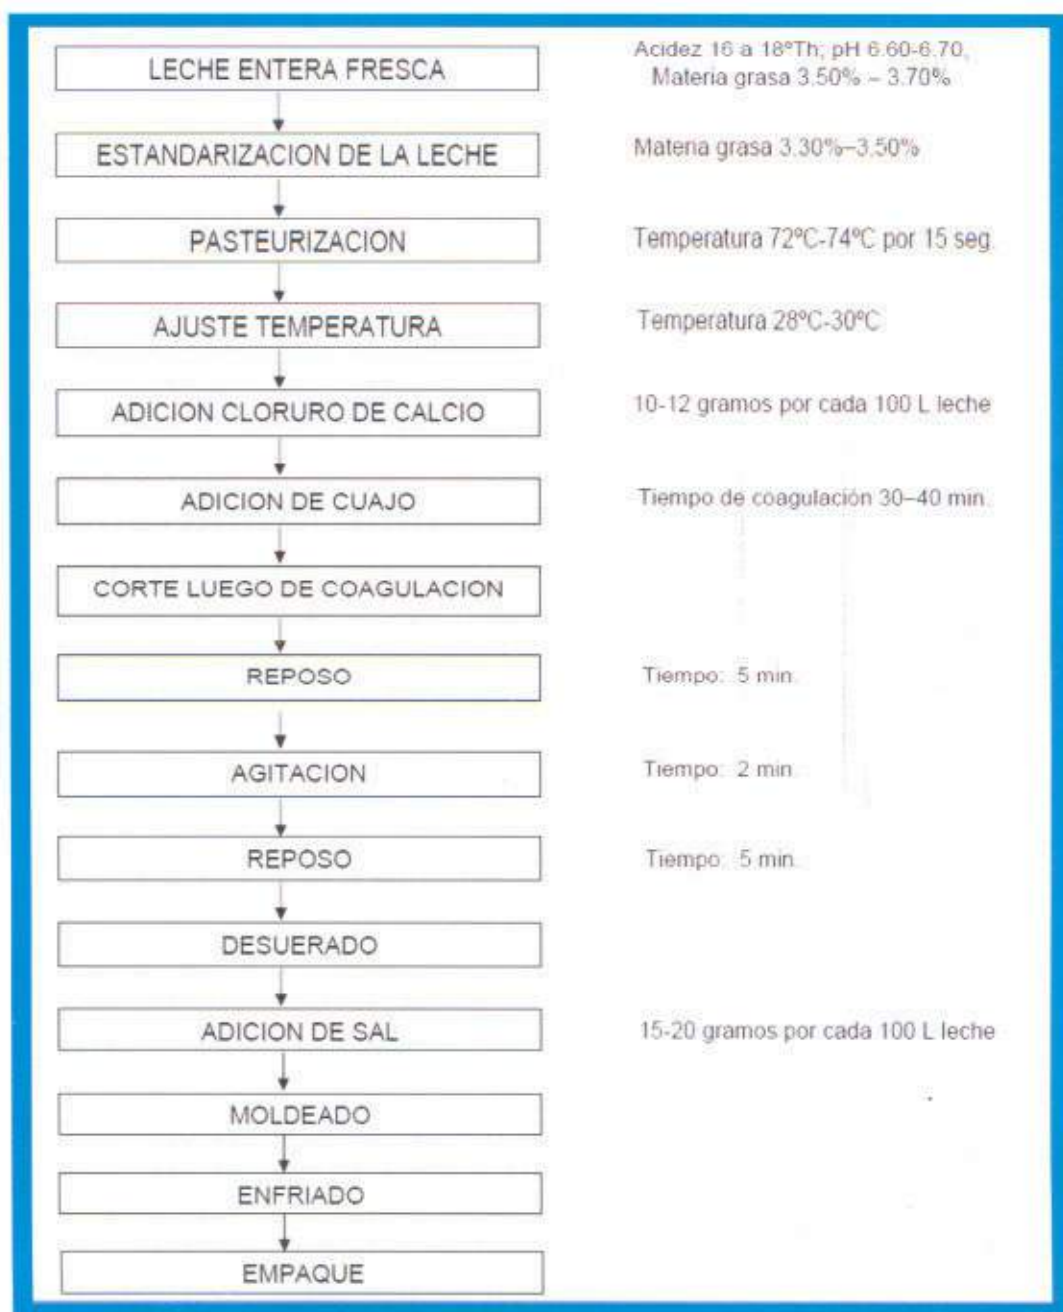 LECHE ENTERA FRESCA
Acidez 16 a 18ºTh; pH 6.60-6.70,
Materia grasa 3.50% – 3.70%
ESTANDARIZACION DE LA LECHE
Materia grasa 3.30%–3.50%
PASTEURIZACION
Temperatura 72ºC-74ºC por 15 seg.
AJUSTE TEMPERATURA
Temperatura 28ºC-30ºC
ADICION CLORURO DE CALCIO
10-12 gramos por cada 100 L leche
ADICION DE CUAJO
Tiempo de coagulación 30–40 min.
CORTE LUEGO DE COAGULACION
REPOSO
Tiempo: 5 min.
AGITACION
Tiempo: 2 min.
REPOSO
Tiempo: 5 min.
DESUERADO
ADICION DE SAL
15-20 gramos por cada 100 L leche
MOLDEADO
ENFRIADO
EMPAQUE